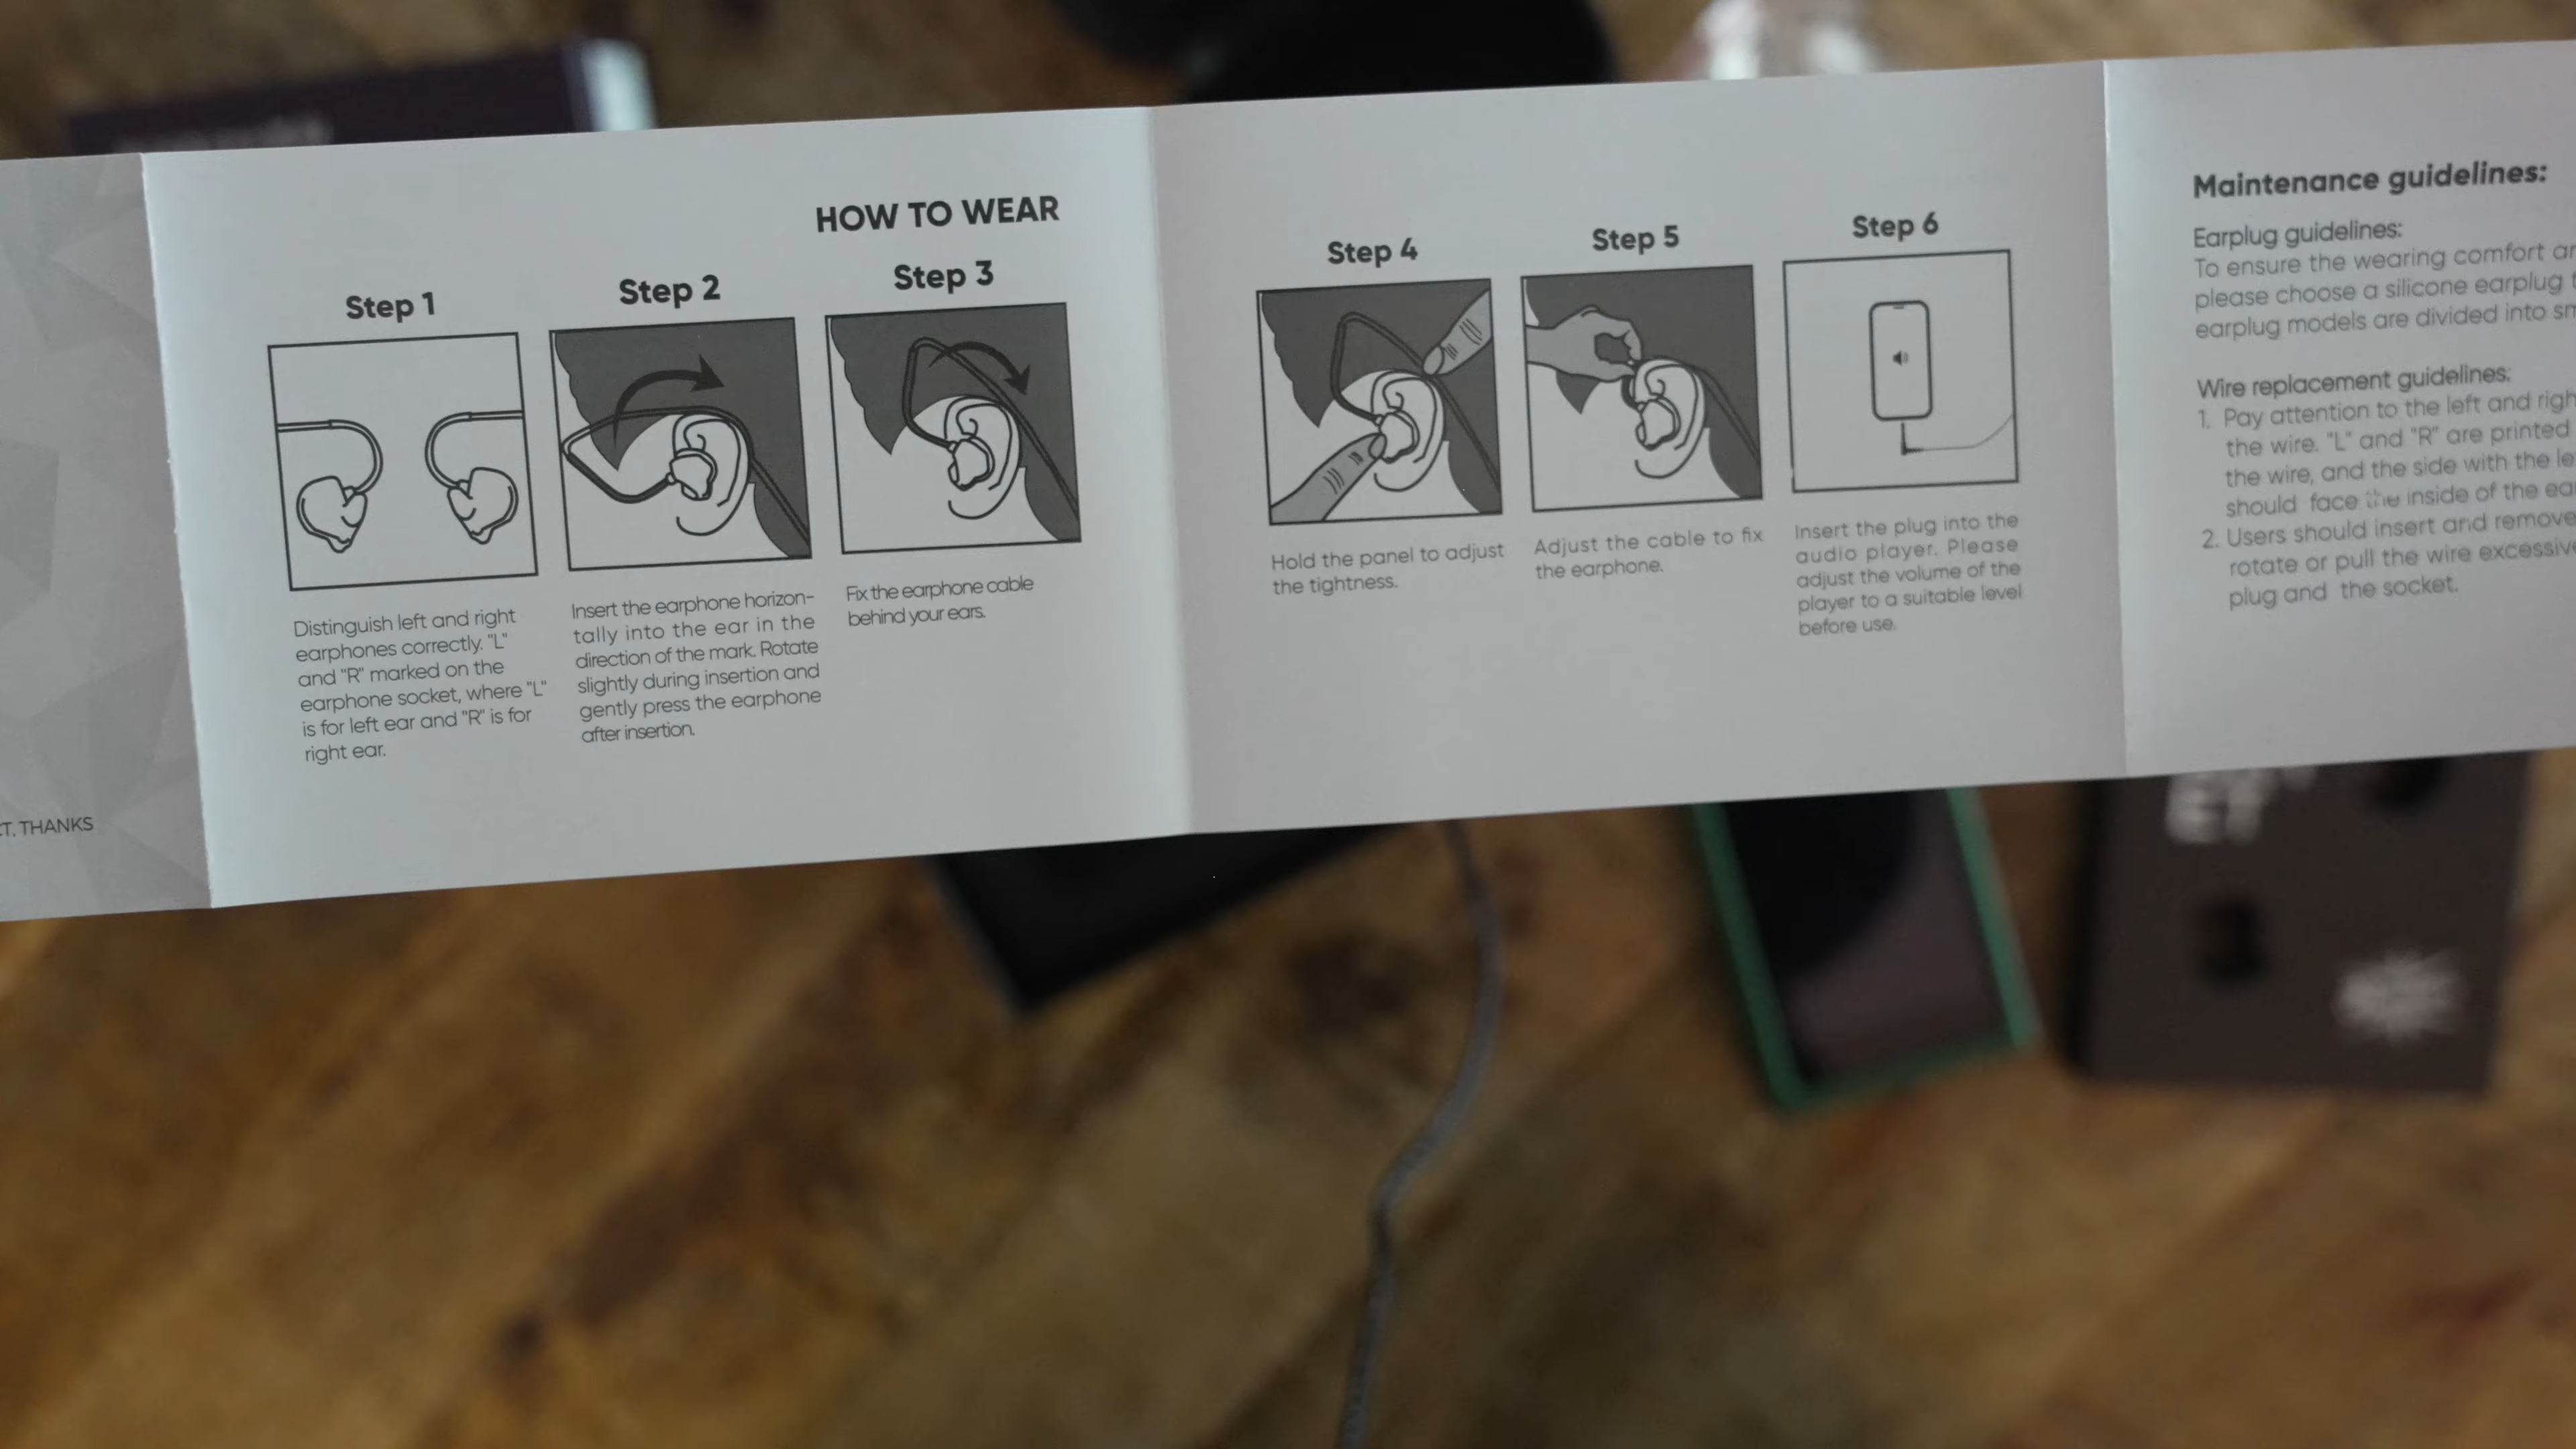 T, THANKS
HOW TO WEAR
Step 1
Distinguish left and right
earphones correctly. "L"
and "R" marked on the
earphone socket, where "L"
is for left ear and "R" is for
right ear.
Step 2
Insert the earphone horizon-
tally into the ear in the
direction of the mark. Rotate
slightly during insertion and
gently press the earphone
after insertion.
Step 3
Fix the earphone cable
behind your ears.
Step 4
Hold the panel to adjust
the tightness.
Step 5
Adjust the cable to fix
the earphone.
Step 6
Insert the plug into the
audio player. Please
adjust the volume of the
player to a suitable level
before use.
Maintenance guidelines:
Earplug guidelines:
To ensure the wearing comfort
please choose a silicone earplug
earplug models are divided into
Wire replacement guidelines:
1. Pay attention to the left and
the wire. "L" and "R" are printed
the wire, and the side with the
should face the inside of the
2. Users should insert and remove
rotate or pull the wire
plug and the socket.